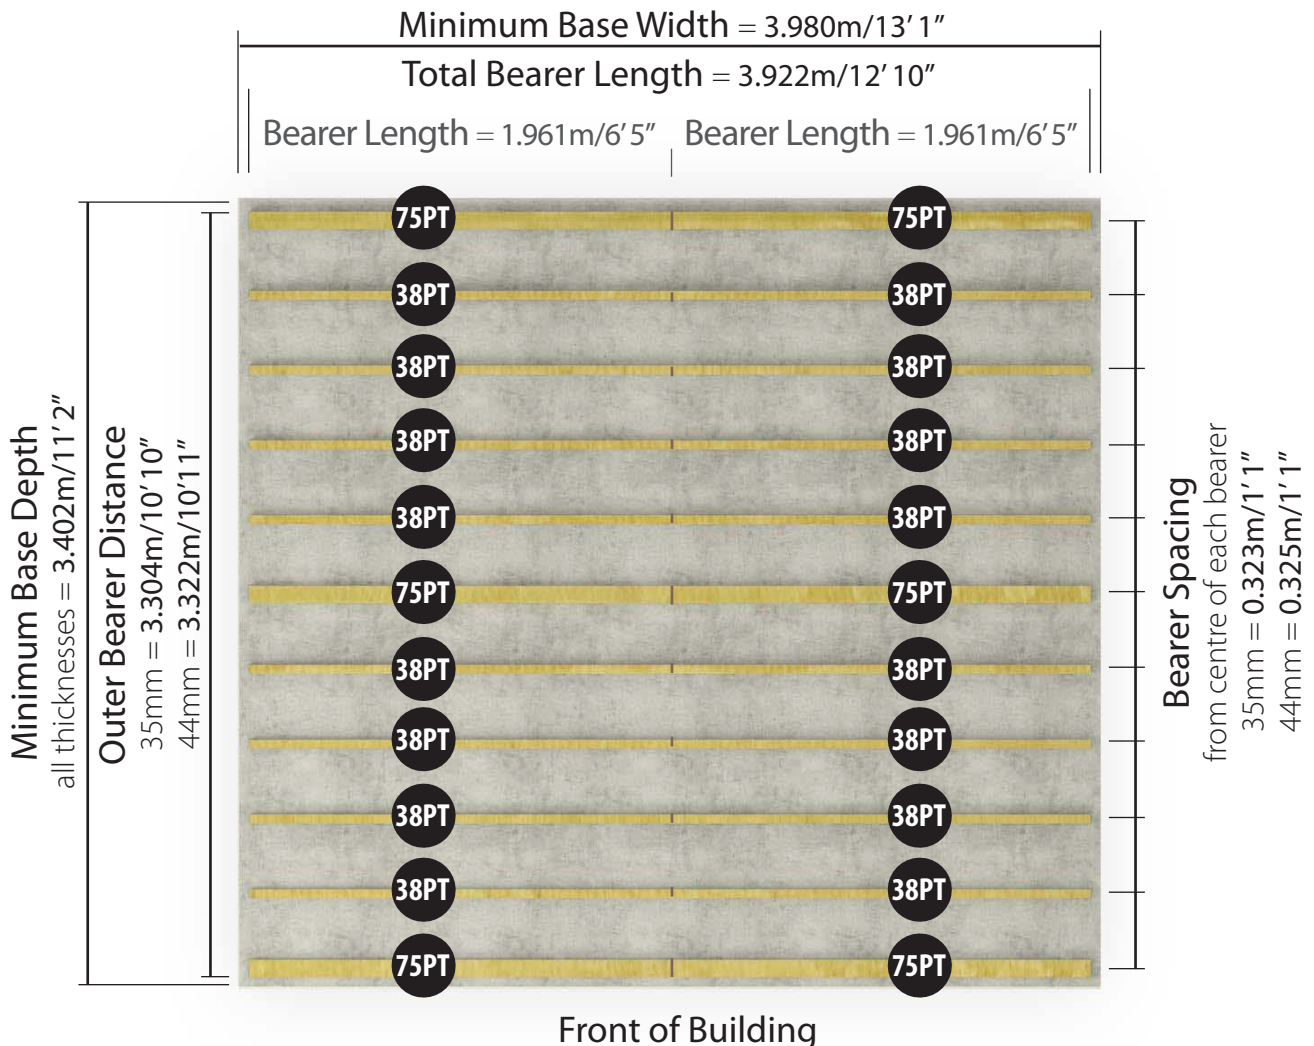 Minimum Base Width = 3.980m/13' 1"
Total Bearer Length = 3.922m/12' 10"
Bearer Length = 1.961m/6' 5" Bearer Length = 1.961m/6' 5"
75PT 75PT
38PT 38PT
38PT 38PT
38PT 38PT
38PT 38PT
75PT 75PT
38PT 38PT
38PT 38PT
38PT 38PT
38PT 38PT
75PT 75PT
Minimum Base Depth
all thicknesses = 3.402m/11' 2"
Outer Bearer Distance
35mm = 3.304m/10' 10"
44mm = 3.322m/10'11"
Bearer Spacing
from centre of each bearer
35mm = 0.323m/1' 1"
44mm = 0.325m/1' 1"
Front of Building